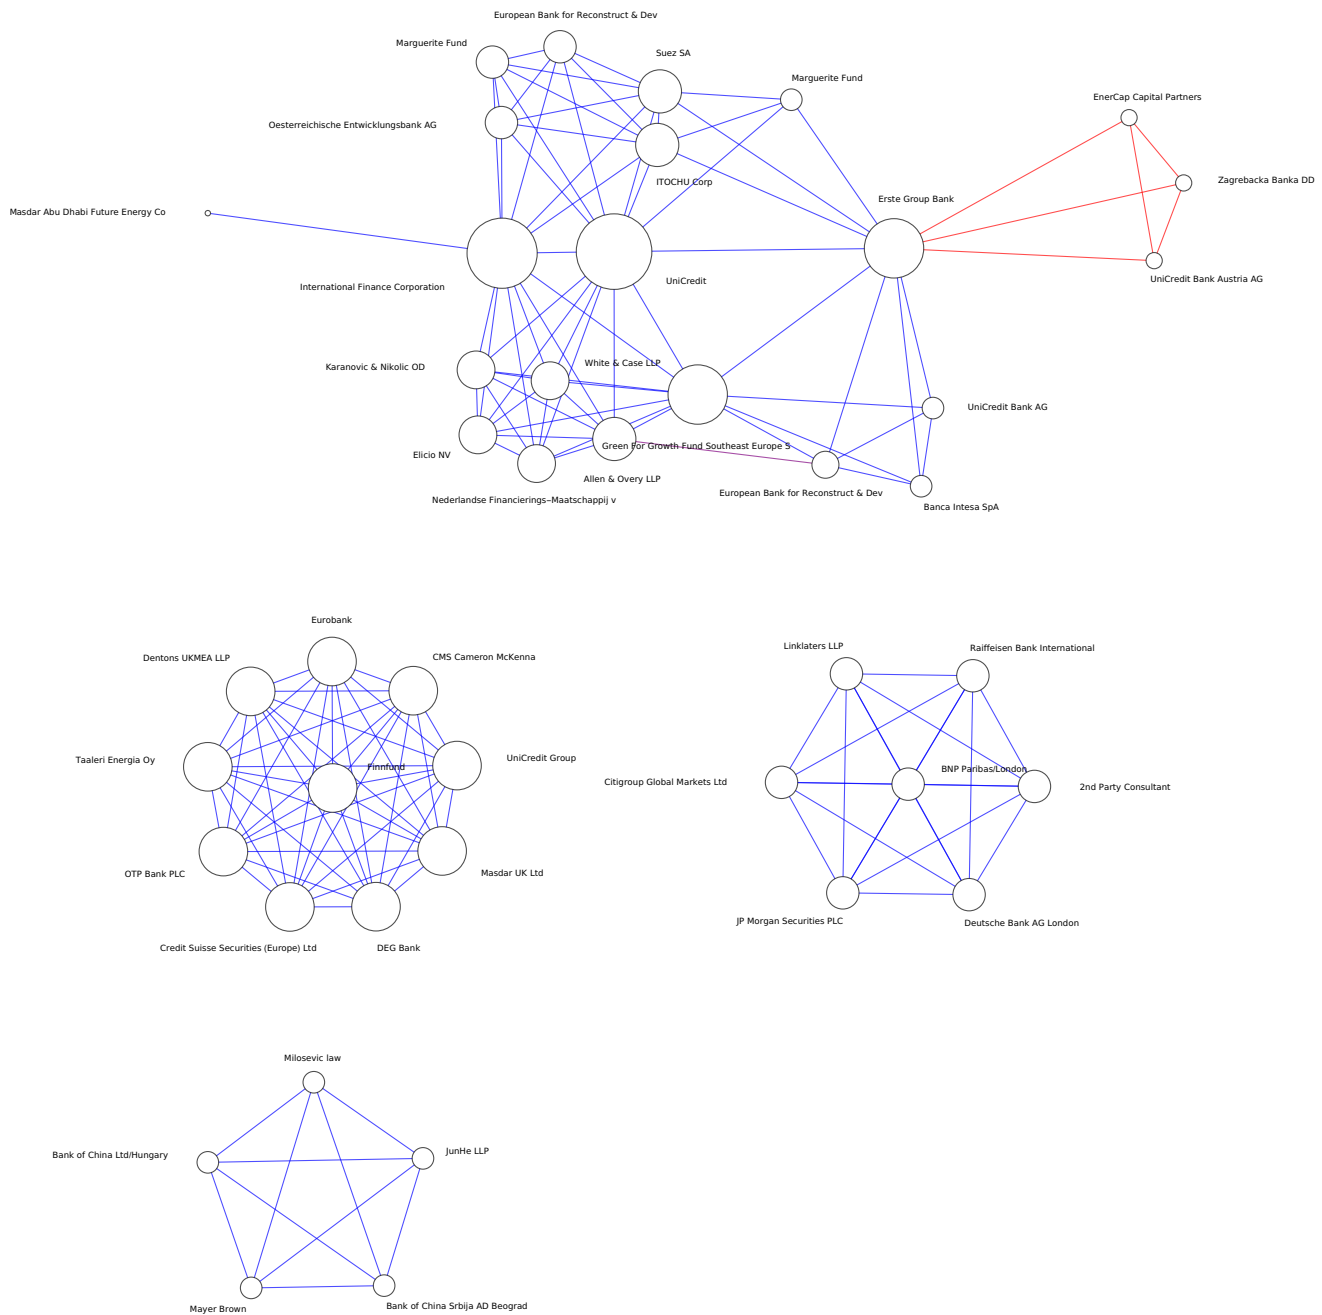 European Bank for Reconstruct & Dev
Marguerite Fund
Suez SA
Marguerite Fund
EnerCap Capital Partners
Oesterreichische Entwicklungsbank AG
ITOCHU Corp
Zagrebacka Banka DD
Erste Group Bank
Masdar Abu Dhabi Future Energy Co
UniCredit
UniCredit Bank Austria AG
International Finance Corporation
Karanovic & Nikolic OD
White & Case LLP
UniCredit Bank AG
Green For Growth Fund Southeast Europe S
Elicio NV
Allen & Overy LLP
European Bank for Reconstruct & Dev
Nederlandse Financierings–Maatschappij v
Banca Intesa SpA
Eurobank
Dentons UKMEA LLP
CMS Cameron McKenna
Linklaters LLP
Raiffeisen Bank International
Taaleri Energia Oy
Finnfund
UniCredit Group
Citigroup Global Markets Ltd
BNP Paribas/London
2nd Party Consultant
OTP Bank PLC
Masdar UK Ltd
JP Morgan Securities PLC
Deutsche Bank AG London
Credit Suisse Securities (Europe) Ltd
DEG Bank
Milosevic law
Bank of China Ltd/Hungary
JunHe LLP
Mayer Brown
Bank of China Srbija AD Beograd